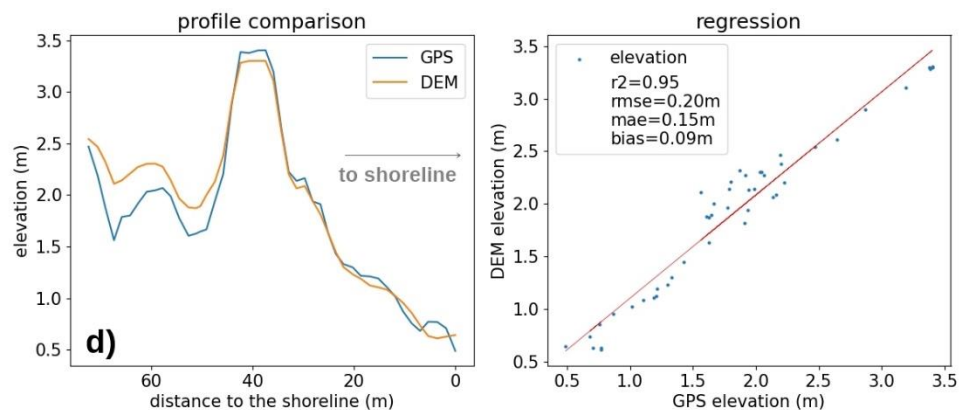 profile comparison
3.5
3.0
2.5
2.0
1.5
1.0
0.5
elevation (m)
GPS
DEM
to shoreline
d)
60
40
20
0
distance to the shoreline (m)
regression
3.5
3.0
2.5
2.0
1.5
1.0
0.5
DEM elevation (m)
elevation
r2=0.95
rmse=0.20m
mae=0.15m
bias=0.09m
0.5
1.0
1.5
2.0
2.5
3.0
3.5
GPS elevation (m)